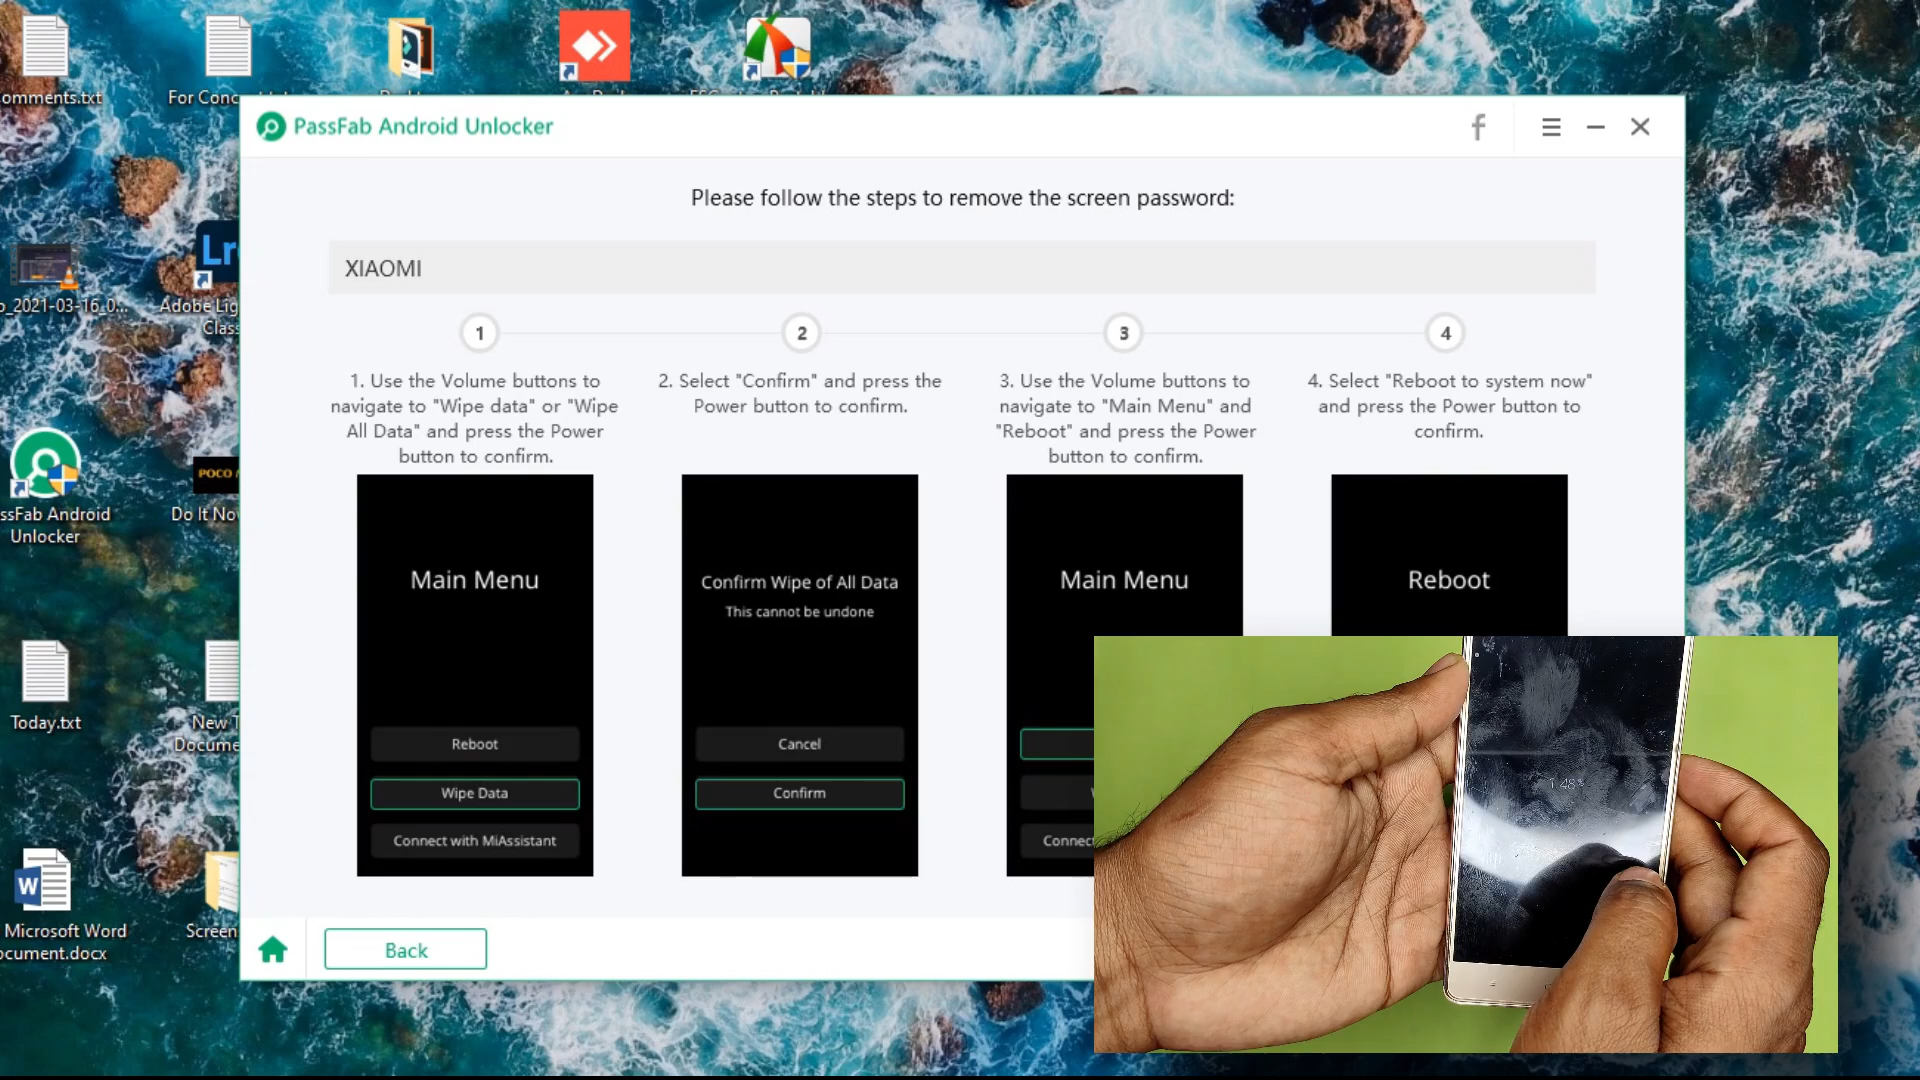 omments.txt
For Conc
PassFab Android Unlocker
Please follow the steps to remove the screen password:
XIAOMI
1
2
3
4
1. Use the Volume buttons to
navigate to "Wipe data" or "Wipe
All Data" and press the Power
button to confirm.
2. Select "Confirm" and press the
Power button to confirm.
3. Use the Volume buttons to
navigate to "Main Menu" and
"Reboot" and press the Power
button to confirm.
4. Select "Reboot to system now"
and press the Power button to
confirm.
Main Menu
Reboot
Wipe Data
Connect with MiAssistant
Confirm Wipe of All Data
This cannot be undone
Cancel
Confirm
Main Menu
Connec
Reboot
Back
Lr
o_2021-03-16_0...
Adobe Lig
Class
ssFab Android
Unlocker
POCO
Do It No
Today.txt
New T
Docume
W
Microsoft Word
ocument.docx
Screen